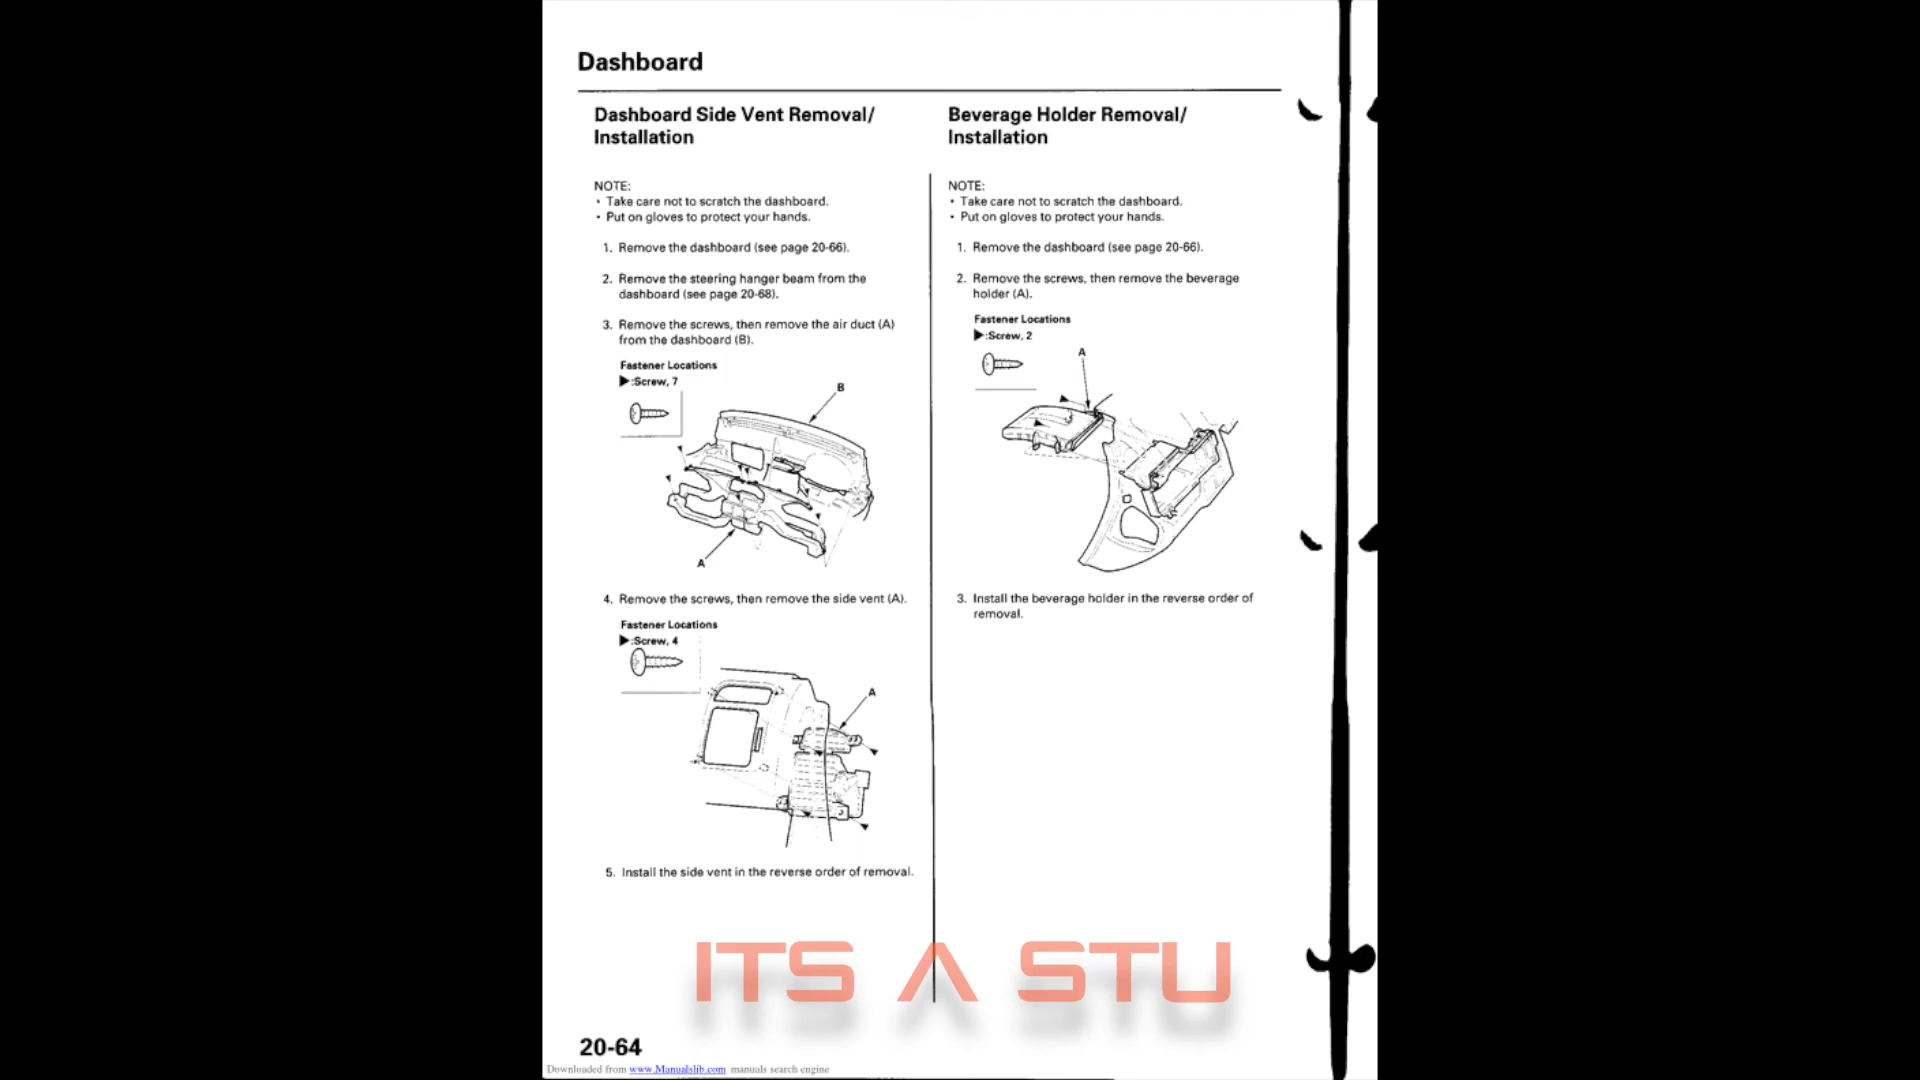 Dashboard
Dashboard Side Vent Removal/
Installation
NOTE:
• Take care not to scratch the dashboard.
• Put on gloves to protect your hands.
1. Remove the dashboard (see page 20-66).
2. Remove the steering hanger beam from the
dashboard (see page 20-68).
3. Remove the screws, then remove the air duct (A)
from the dashboard (B).
Fastener Locations
▶:Screw, 7
B
A
4. Remove the screws, then remove the side vent (A).
Fastener Locations
▶:Screw, 4
A
5. Install the side vent in the reverse order of removal.
Beverage Holder Removal/
Installation
NOTE:
• Take care not to scratch the dashboard.
• Put on gloves to protect your hands.
1. Remove the dashboard (see page 20-66).
2. Remove the screws, then remove the beverage
holder (A).
Fastener Locations
▶:Screw, 2
A
3. Install the beverage holder in the reverse order of
removal.
ITS A STU
20-64
Downloaded from www.Manualslib.com manuals search engine